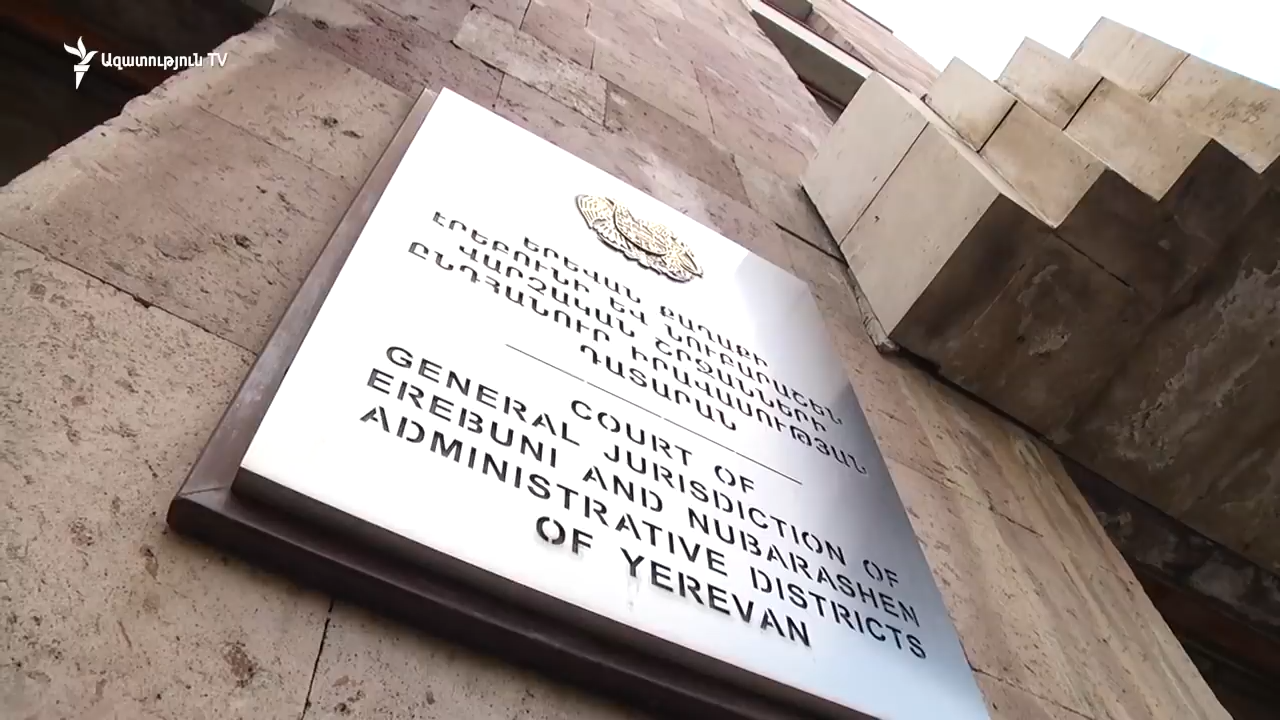 Ազատություն TV
ԵՐԵՎԱՆ ՔԱՂԱՔԻ
ԷՐԵԲՈՒՆԻ ԵՎ ՆՈՒԲԱՐԱՇԵՆ
ՎԱՐՉԱԿԱՆ ՇՐՋԱՆՆԵՐԻ
ԸՆԴՀԱՆՈՒՐ ԻՐԱՎԱՍՈՒԹՅԱՆ
ԴԱՏԱՐԱՆ
COURT OF
GENERAL JURISDICTION OF
EREBUNI AND NUBARASHEN
ADMINISTRATIVE DISTRICTS
OF YEREVAN